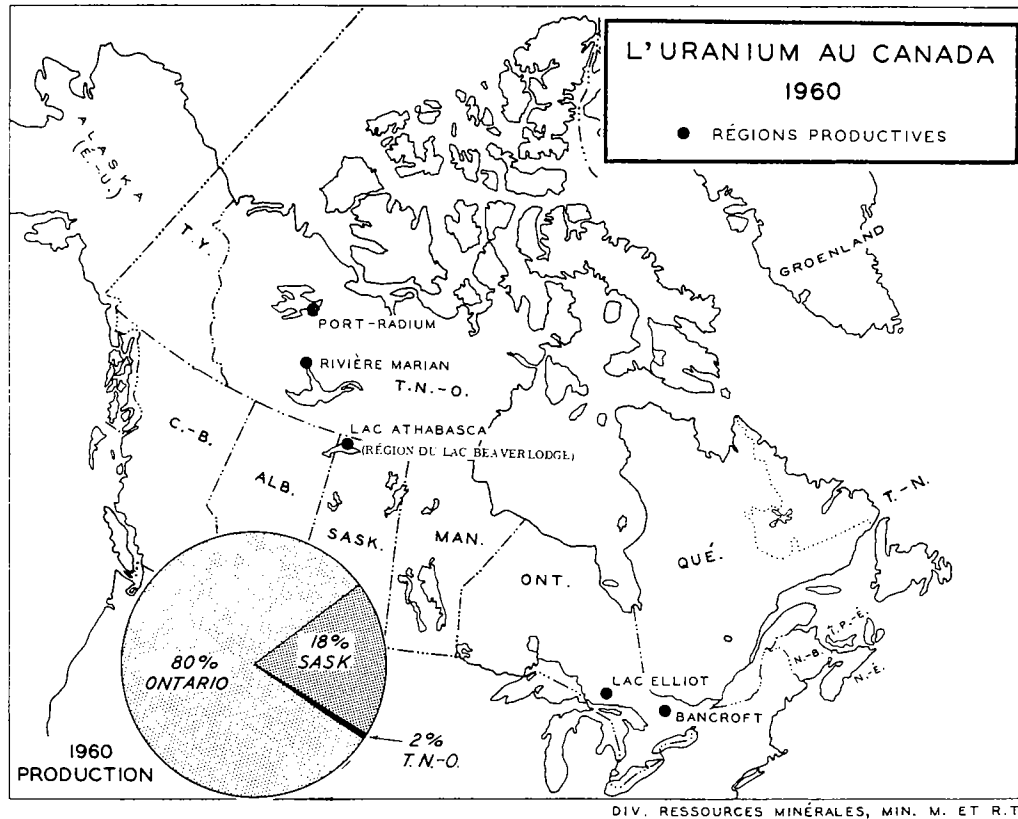 L'URANIUM AU CANADA
1960
● RÉGIONS PRODUCTIVES
ALASKA
(É.-U.)
T.Y.
GROENLAND
PORT-RADIUM
RIVIÈRE MARIAN
T.N.-O.
LAC ATHABASCA
(RÉGION DU LAC BEAVERLODGE)
C.-B.
ALB.
SASK.
MAN.
ONT.
QUÉ.
T.-N.
T.-P.-É.
N.-B.
N.-É.
LAC ELLIOT
BANCROFT
18%
SASK
80%
ONTARIO
2%
T.N.-O.
1960
PRODUCTION
DIV. RESSOURCES MINÉRALES, MIN. M. ET R.T.